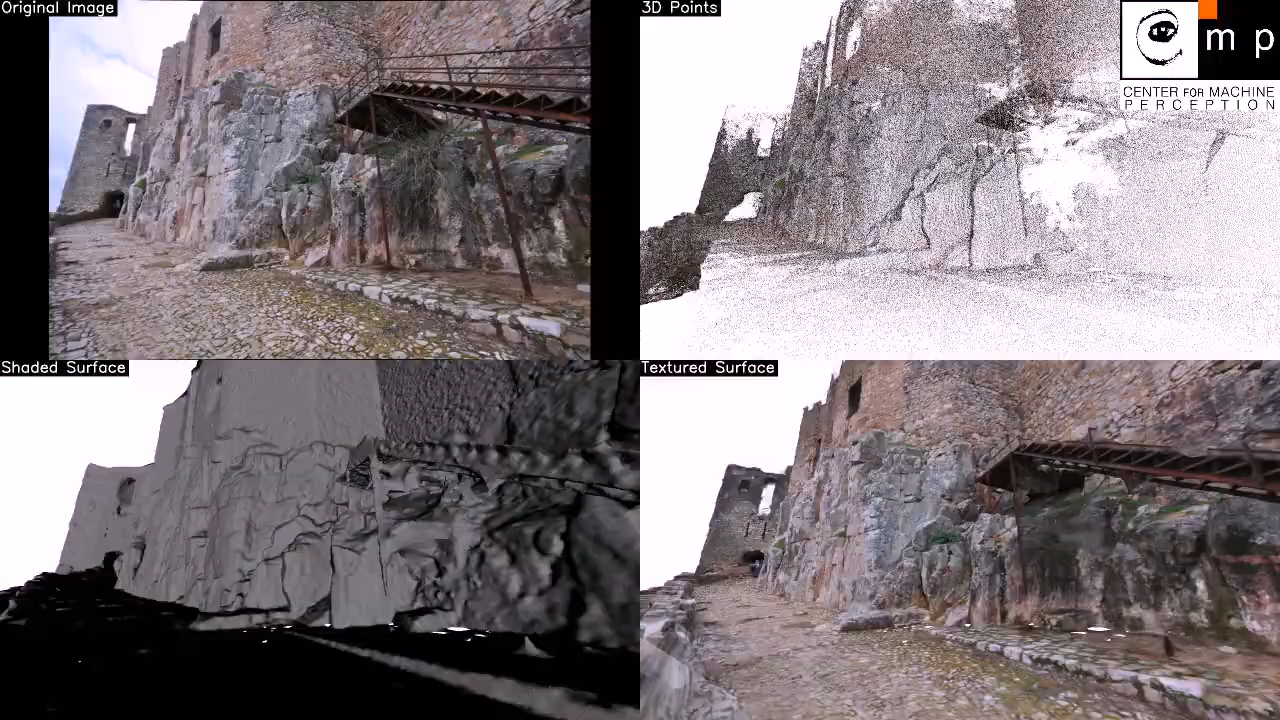 Original Image
3D Points
m p
CENTER FOR MACHINE
PERCEPTION
Shaded Surface
Textured Surface